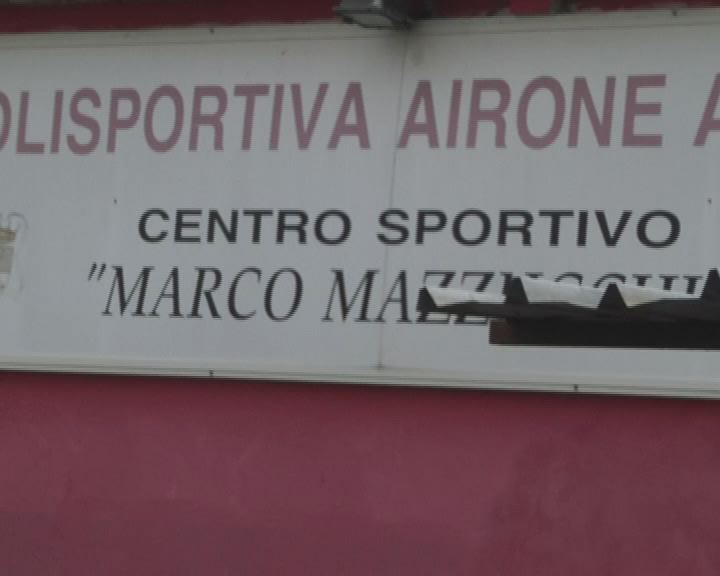 OLISPORTIVA AIRONE A
CENTRO SPORTIVO
"MARCO